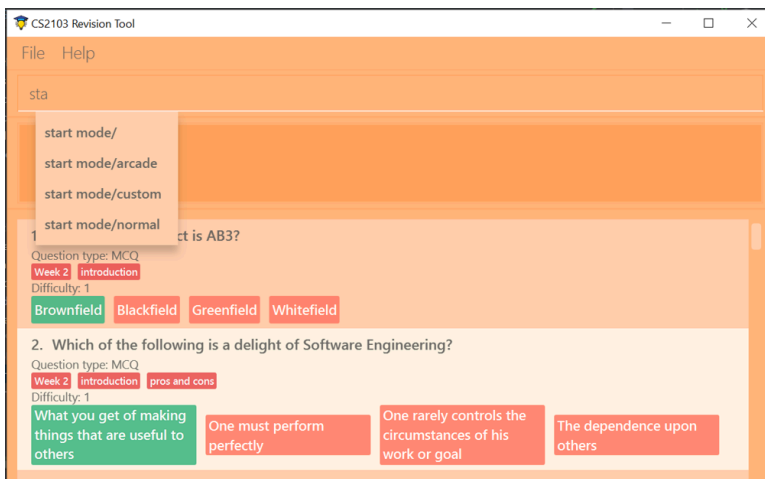 CS2103 Revision Tool
File Help
sta
start mode/
start mode/arcade
start mode/custom
start mode/normal
1 ct is AB3?
Question type: MCQ
Week 2 introduction
Difficulty: 1
Brownfield Blackfield Greenfield Whitefield
2. Which of the following is a delight of Software Engineering?
Question type: MCQ
Week 2 introduction pros and cons
Difficulty: 1
What you get of making
things that are useful to
others
One must perform
perfectly
One rarely controls the
circumstances of his
work or goal
The dependence upon
others